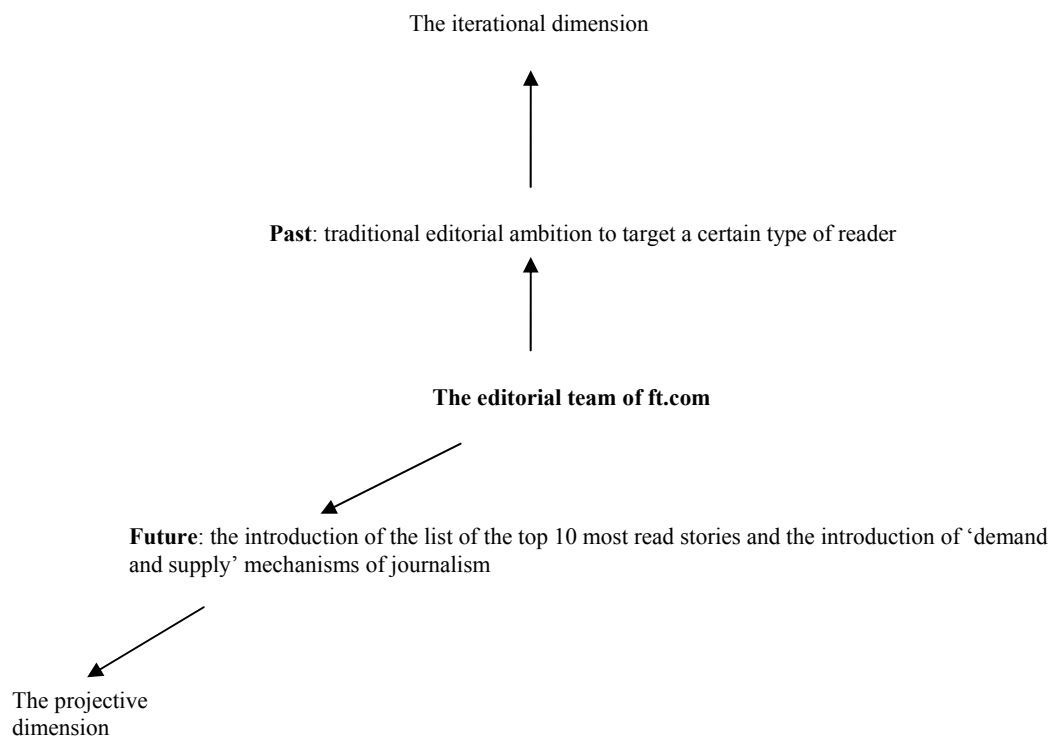 The iterational dimension
Past: traditional editorial ambition to target a certain type of reader
The editorial team of ft.com
Future: the introduction of the list of the top 10 most read stories and the introduction of ‘demand
and supply’ mechanisms of journalism
The projective
dimension